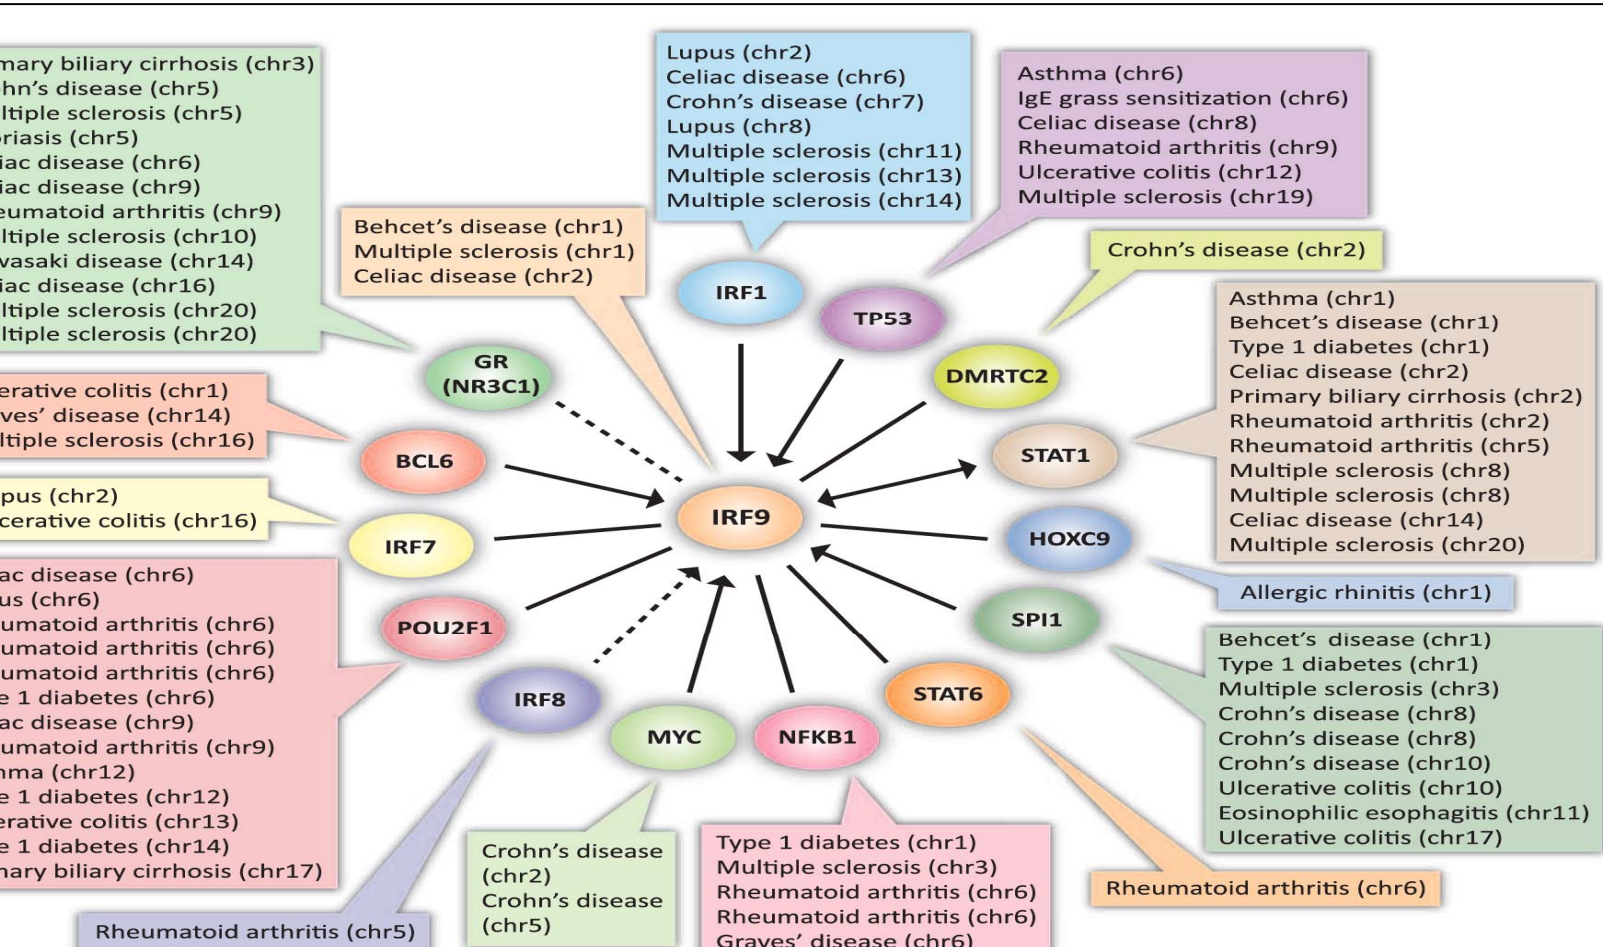 mary biliary cirrhosis (chr3)
hn's disease (chr5)
ltiple sclerosis (chr5)
riasis (chr5)
iac disease (chr6)
iac disease (chr9)
eumatoid arthritis (chr9)
ltiple sclerosis (chr10)
wasaki disease (chr14)
iac disease (chr16)
ltiple sclerosis (chr20)
ltiple sclerosis (chr20)
Behcet's disease (chr1)
Multiple sclerosis (chr1)
Celiac disease (chr2)
Lupus (chr2)
Celiac disease (chr6)
Crohn's disease (chr7)
Lupus (chr8)
Multiple sclerosis (chr11)
Multiple sclerosis (chr13)
Multiple sclerosis (chr14)
Asthma (chr6)
IgE grass sensitization (chr6)
Celiac disease (chr8)
Rheumatoid arthritis (chr9)
Ulcerative colitis (chr12)
Multiple sclerosis (chr19)
Crohn's disease (chr2)
Asthma (chr1)
Behcet's disease (chr1)
Type 1 diabetes (chr1)
Celiac disease (chr2)
Primary biliary cirrhosis (chr2)
Rheumatoid arthritis (chr2)
Rheumatoid arthritis (chr5)
Multiple sclerosis (chr8)
Multiple sclerosis (chr8)
Celiac disease (chr14)
Multiple sclerosis (chr20)
IRF1
TP53
DMRTC2
GR
(NR3C1)
erative colitis (chr1)
ves' disease (chr14)
ltiple sclerosis (chr16)
BCL6
STAT1
pus (chr2)
cerative colitis (chr16)
IRF7
IRF9
HOXC9
Allergic rhinitis (chr1)
ac disease (chr6)
us (chr6)
umatoid arthritis (chr6)
umatoid arthritis (chr6)
umatoid arthritis (chr6)
e 1 diabetes (chr6)
ac disease (chr9)
umatoid arthritis (chr9)
hma (chr12)
e 1 diabetes (chr12)
erative colitis (chr13)
e 1 diabetes (chr14)
mary biliary cirrhosis (chr17)
POU2F1
SPI1
Behcet's disease (chr1)
Type 1 diabetes (chr1)
Multiple sclerosis (chr3)
Crohn's disease (chr8)
Crohn's disease (chr8)
Crohn's disease (chr10)
Ulcerative colitis (chr10)
Eosinophilic esophagitis (chr11)
Ulcerative colitis (chr17)
IRF8
MYC
NFKB1
STAT6
Rheumatoid arthritis (chr5)
Crohn's disease
(chr2)
Crohn's disease
(chr5)
Type 1 diabetes (chr1)
Multiple sclerosis (chr3)
Rheumatoid arthritis (chr6)
Rheumatoid arthritis (chr6)
Graves' disease (chr6)
Rheumatoid arthritis (chr6)